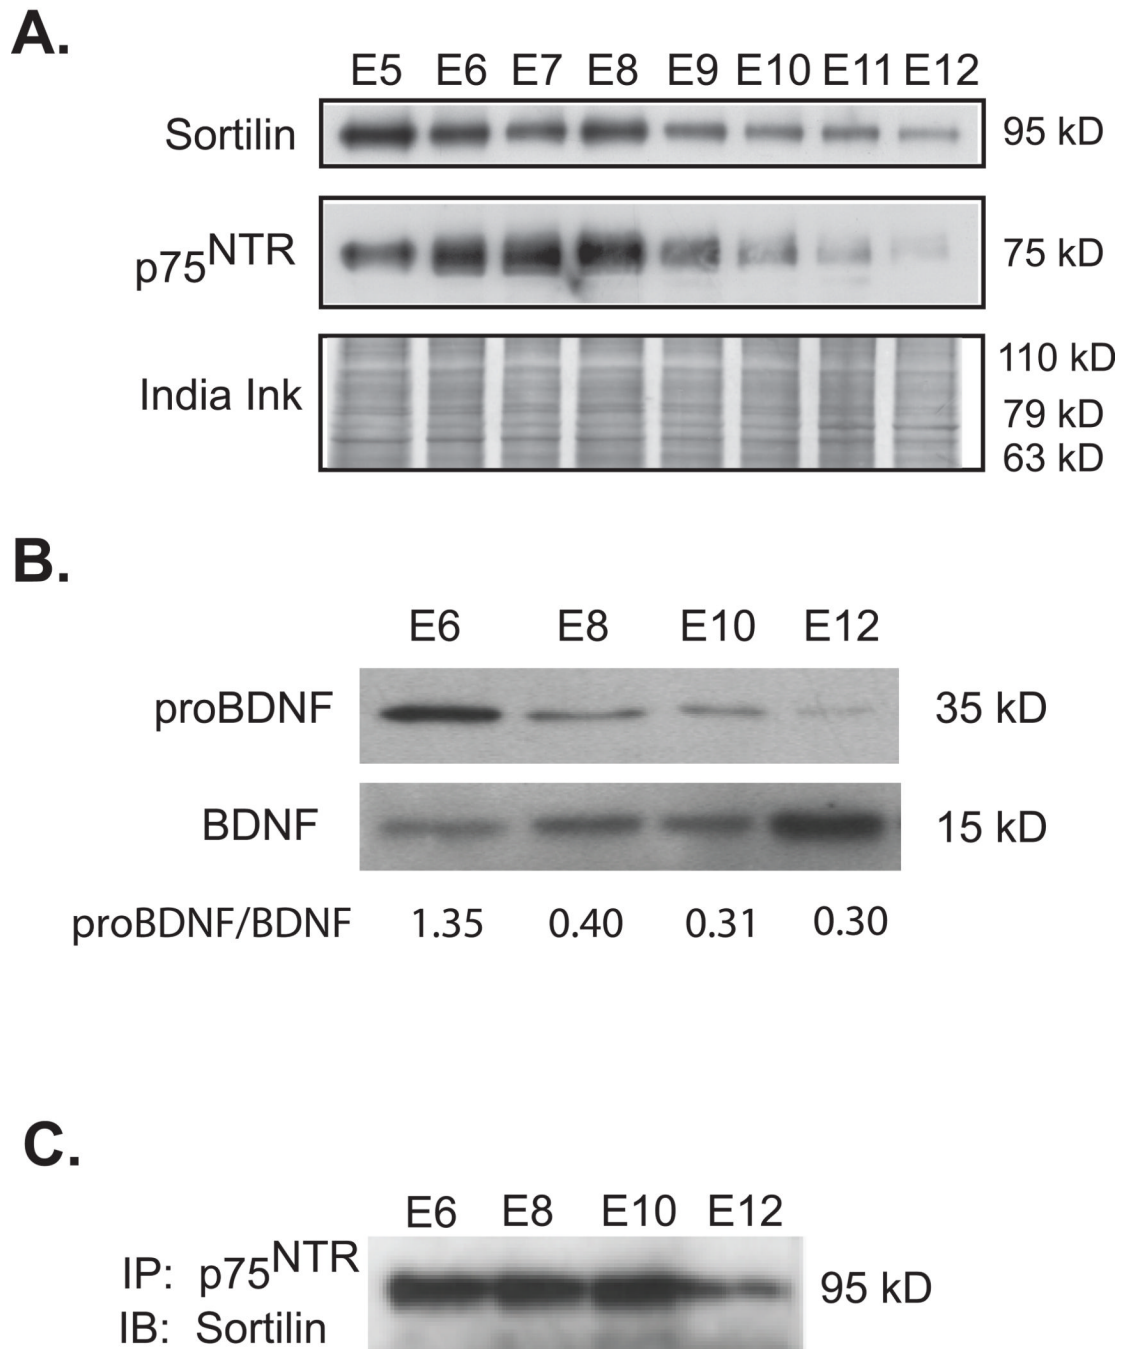 A.
E5 E6 E7 E8 E9 E10 E11 E12
Sortilin 95 kD
p75NTR 75 kD
110 kD
India Ink 79 kD
63 kD
B.
E6 E8 E10 E12
proBDNF 35 kD
BDNF 15 kD
proBDNF/BDNF 1.35 0.40 0.31 0.30
C.
E6 E8 E10 E12
IP: p75NTR 95 kD
IB: Sortilin